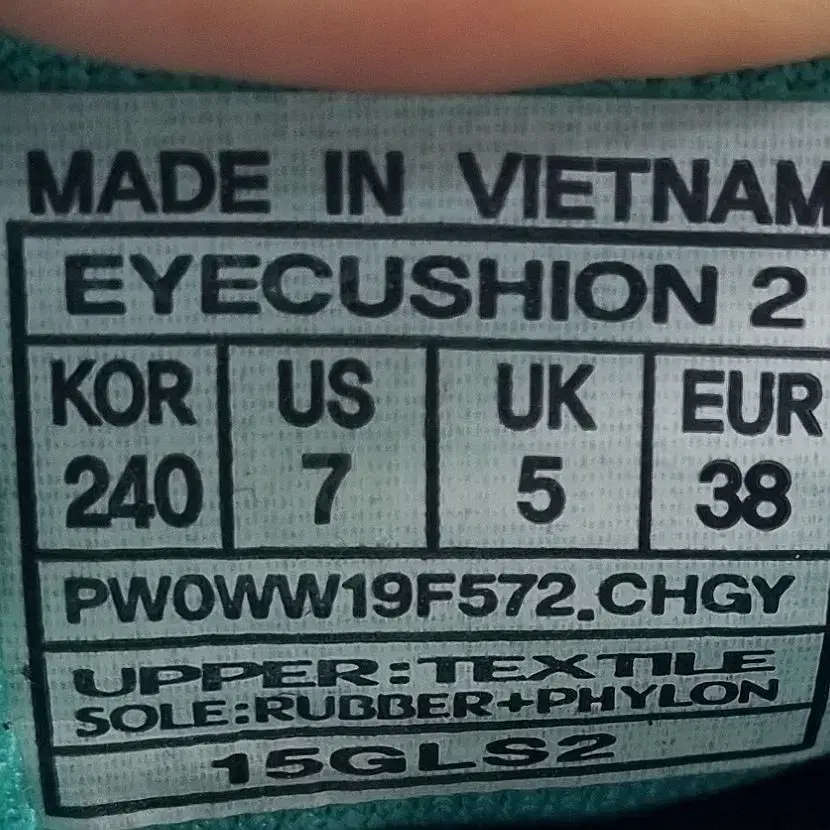 MADE IN VIETNAM
EYECUSHION 2
KOR US UK EUR
240 7 5 38
PWOWW19F572.CHGY
UPPER:TEXTILE
SOLE:RUBBER+PHYLON
15GLS2